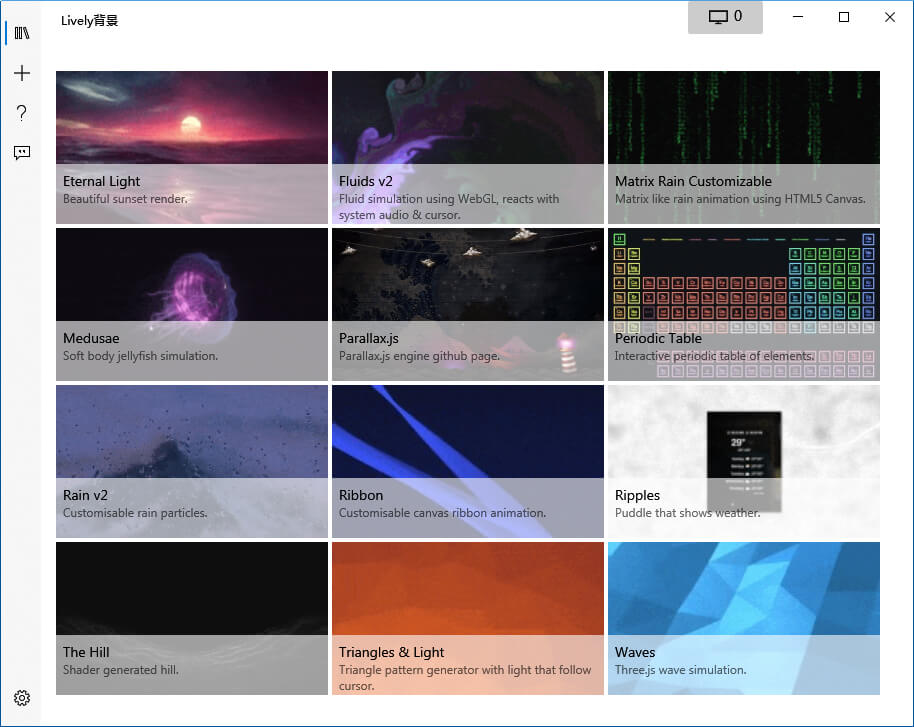 Lively背景
0
Eternal Light
Beautiful sunset render.
Fluids v2
Fluid simulation using WebGL, reacts with
system audio & cursor.
Matrix Rain Customizable
Matrix like rain animation using HTML5 Canvas.
Medusae
Soft body jellyfish simulation.
Parallax.js
Parallax.js engine github page.
Periodic Table
Interactive periodic table of elements.
Rain v2
Customisable rain particles.
Ribbon
Customisable canvas ribbon animation.
29°
Ripples
Puddle that shows weather.
The Hill
Shader generated hill.
Triangles & Light
Triangle pattern generator with light that follow
cursor.
Waves
Three.js wave simulation.